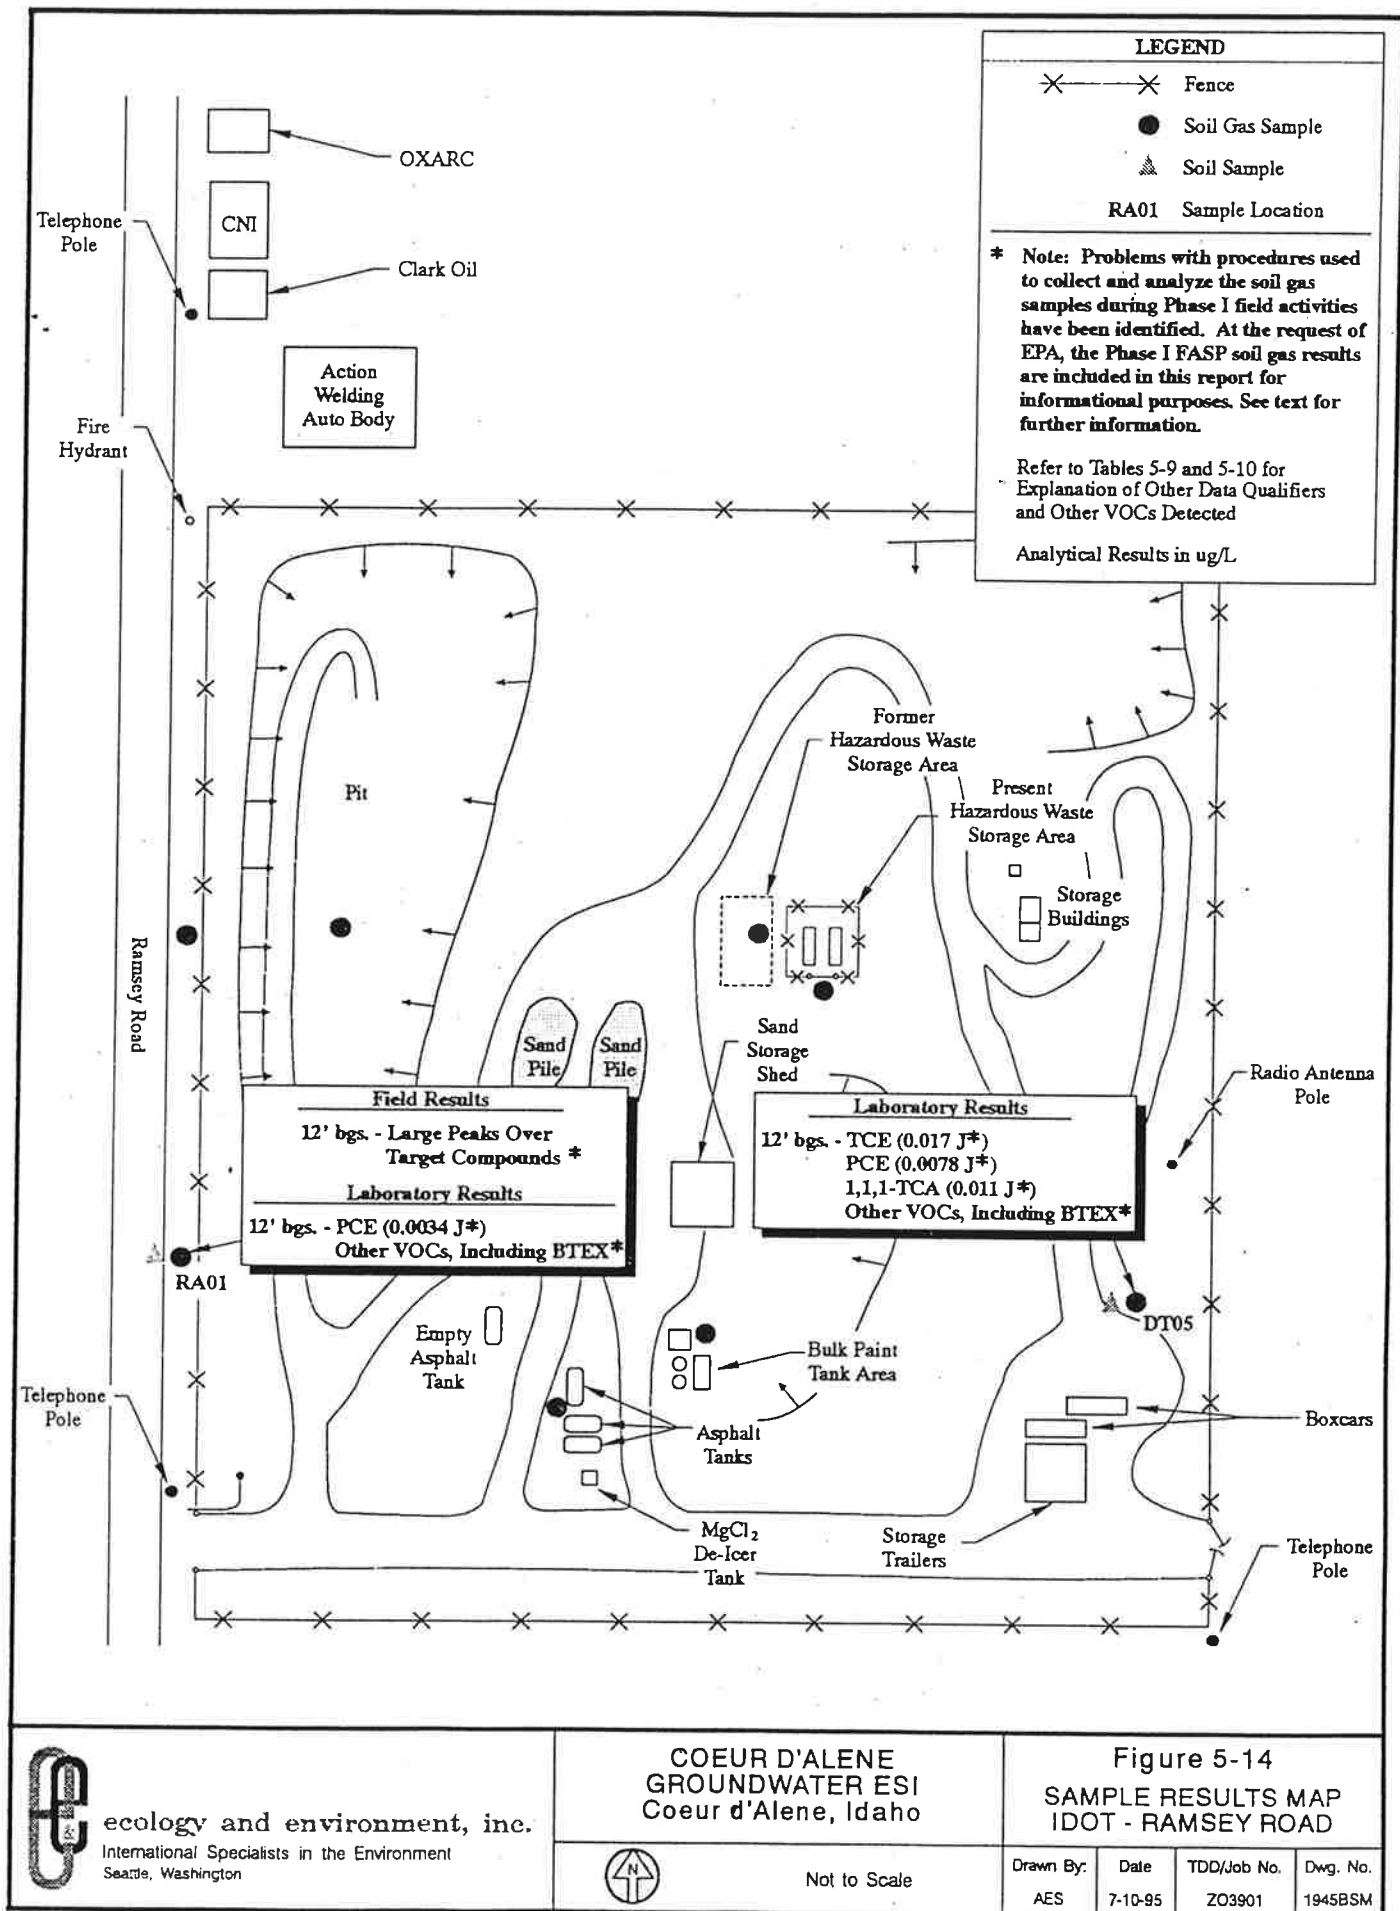 LEGEND
Fence
Soil Gas Sample
Soil Sample
RA01 Sample Location
* Note: Problems with procedures used
to collect and analyze the soil gas
samples during Phase I field activities
have been identified. At the request of
EPA, the Phase I FASP soil gas results
are included in this report for
informational purposes. See text for
further information.
Refer to Tables 5-9 and 5-10 for
Explanation of Other Data Qualifiers
and Other VOCs Detected
Analytical Results in ug/L
OXARC
CNI
Telephone
Pole
Clark Oil
Action
Welding
Auto Body
Fire
Hydrant
Former
Hazardous Waste
Storage Area
Present
Hazardous Waste
Storage Area
Pit
Storage
Buildings
Ramsey Road
Sand
Pile
Sand
Pile
Sand
Storage
Shed
Radio Antenna
Pole
Field Results
12' bgs. - Large Peaks Over
Target Compounds *
Laboratory Results
12' bgs. - PCE (0.0034 J*)
Other VOCs, Including BTEX*
Laboratory Results
12' bgs. - TCE (0.017 J*)
PCE (0.0078 J*)
1,1,1-TCA (0.011 J*)
Other VOCs, Including BTEX*
RA01
DT05
Empty
Asphalt
Tank
Bulk Paint
Tank Area
Telephone
Pole
Asphalt
Tanks
Boxcars
MgCl₂
De-Icer
Tank
Storage
Trailers
Telephone
Pole
E & E
ecology and environment, inc.
International Specialists in the Environment
Seattle, Washington
COEUR D'ALENE
GROUNDWATER ESI
Coeur d'Alene, Idaho
N
Not to Scale
Figure 5-14
SAMPLE RESULTS MAP
IDOT - RAMSEY ROAD
Drawn By: Date TDD/Job No. Dwg. No.
AES 7-10-95 ZO3901 1945BSM